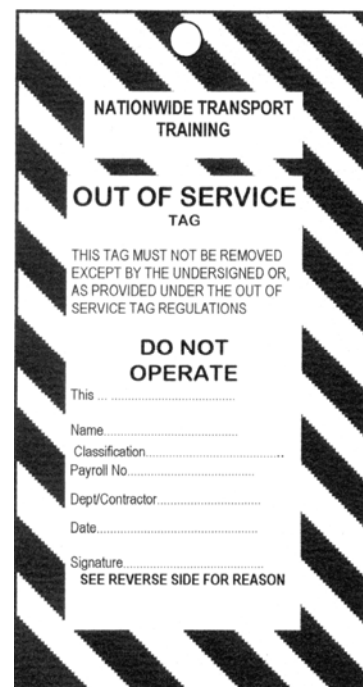 NATIONWIDE TRANSPORT
TRAINING
OUT OF SERVICE
TAG
THIS TAG MUST NOT BE REMOVED
EXCEPT BY THE UNDERSIGNED OR,
AS PROVIDED UNDER THE OUT OF
SERVICE TAG REGULATIONS
DO NOT
OPERATE
This ... ...................................
Name.......................................
Classification........................................
Payroll No....................................
Dept/Contractor..............................
Date..............................................
Signature........................................
SEE REVERSE SIDE FOR REASON